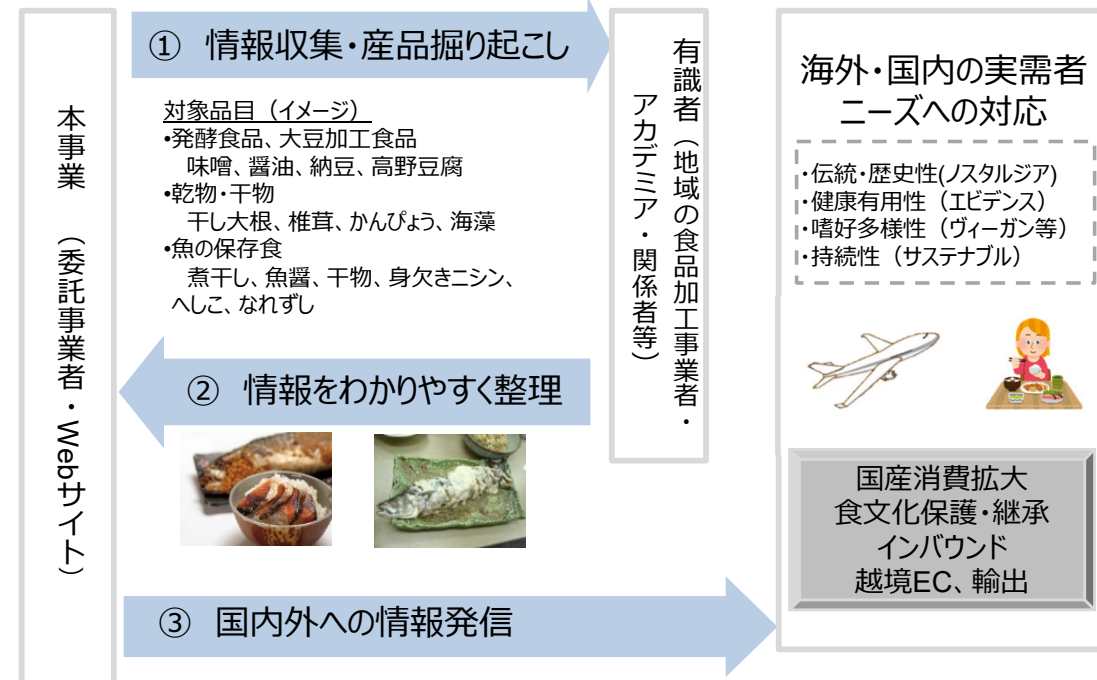 本事業 （委託事業者・Webサイト）
① 情報収集・産品掘り起こし
対象品目（イメージ）
•発酵食品、大豆加工食品
味噌、醤油、納豆、高野豆腐
•乾物・干物
干し大根、椎茸、かんぴょう、海藻
•魚の保存食
煮干し、魚醤、干物、身欠きニシン、
へしこ、なれずし
② 情報をわかりやすく整理
③ 国内外への情報発信
有識者（地域の食品加工事業者・
アカデミア・関係者等）
海外・国内の実需者
ニーズへの対応
・伝統・歴史性(ノスタルジア)
・健康有用性（エビデンス）
・嗜好多様性（ヴィーガン等）
・持続性（サステナブル）
国産消費拡大
食文化保護・継承
インバウンド
越境EC、輸出